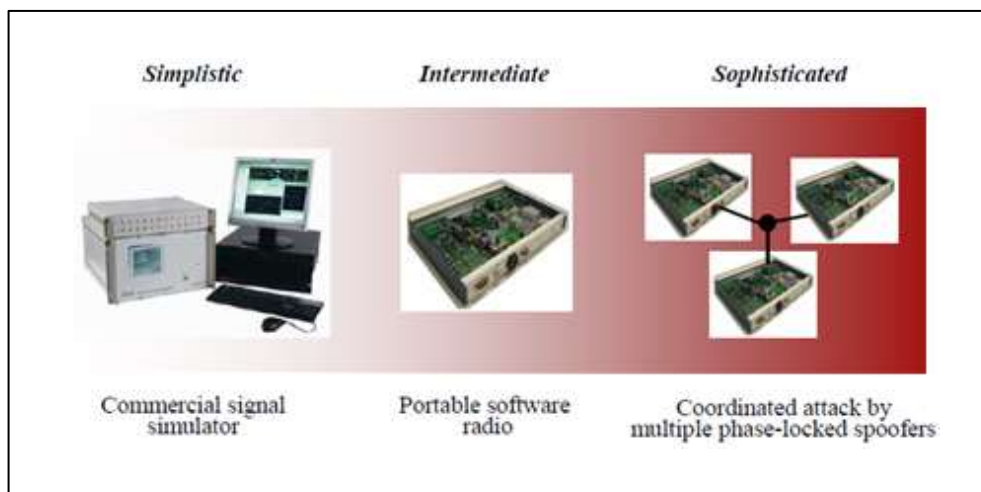 Simplistic
Intermediate
Sophisticated
Commercial signal
simulator
Portable software
radio
Coordinated attack by
multiple phase-locked spoofers